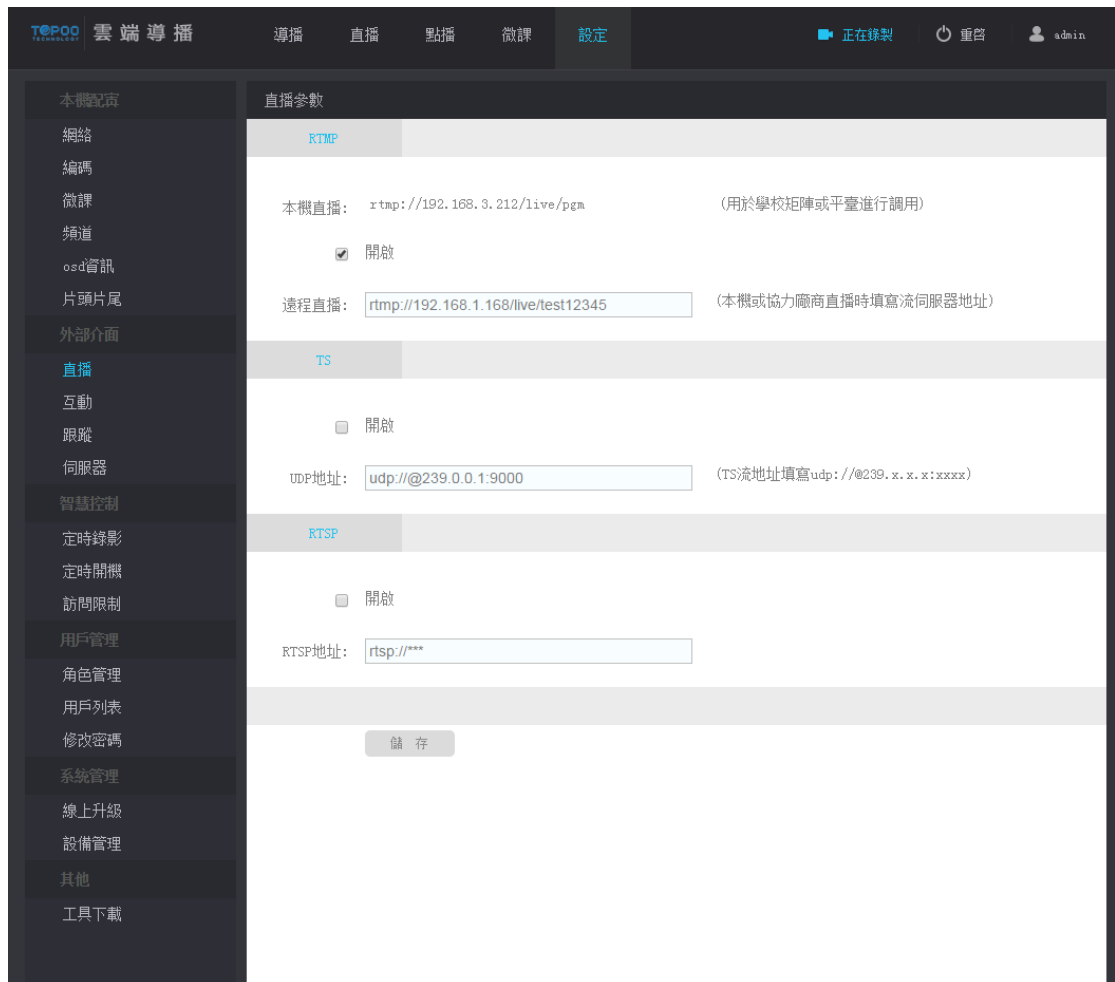 TOPOO TECHNOLOGY 雲端導播 導播 直播 點播 微課 設定 正在錄製 重啓 admin
本機配寘
網絡
編碼
微課
頻道
osd資訊
片頭片尾
外部介面
直播
互動
跟蹤
伺服器
智慧控制
定時錄影
定時開機
訪問限制
用戶管理
角色管理
用戶列表
修改密碼
系統管理
線上升級
設備管理
其他
工具下載
直播參數
RTMP
本機直播: rtmp://192.168.3.212/live/pgm (用於學校矩陣或平臺進行調用)
開啟
遠程直播: rtmp://192.168.1.168/live/test12345 (本機或協力廠商直播時填寫流伺服器地址)
TS
開啟
UDP地址: udp://@239.0.0.1:9000 (TS流地址填寫udp://@239.x.x.x:xxxx)
RTSP
開啟
RTSP地址: rtsp://***
儲 存